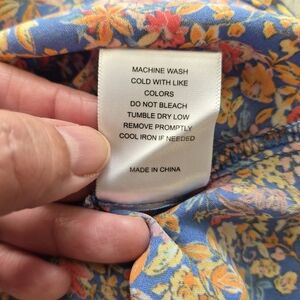 MACHINE WASH
COLD WITH LIKE
COLORS
DO NOT BLEACH
TUMBLE DRY LOW
REMOVE PROMPTLY
COOL IRON IF NEEDED
MADE IN CHINA